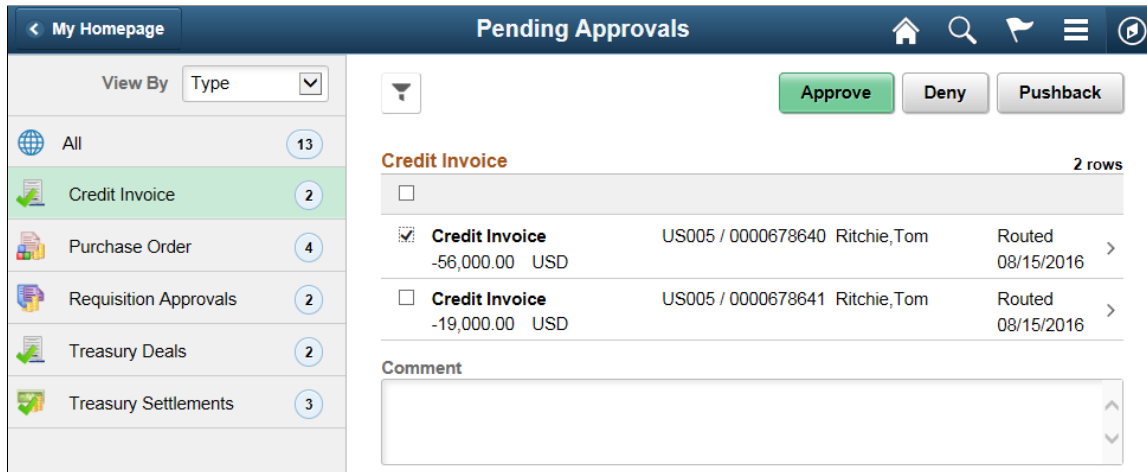 My Homepage
Pending Approvals
View By Type
Approve Deny Pushback
All 13
Credit Invoice 2
Purchase Order 4
Requisition Approvals 2
Treasury Deals 2
Treasury Settlements 3
Credit Invoice 2 rows
Credit Invoice US005 / 0000678640 Ritchie,Tom Routed
-56,000.00 USD 08/15/2016
Credit Invoice US005 / 0000678641 Ritchie,Tom Routed
-19,000.00 USD 08/15/2016
Comment